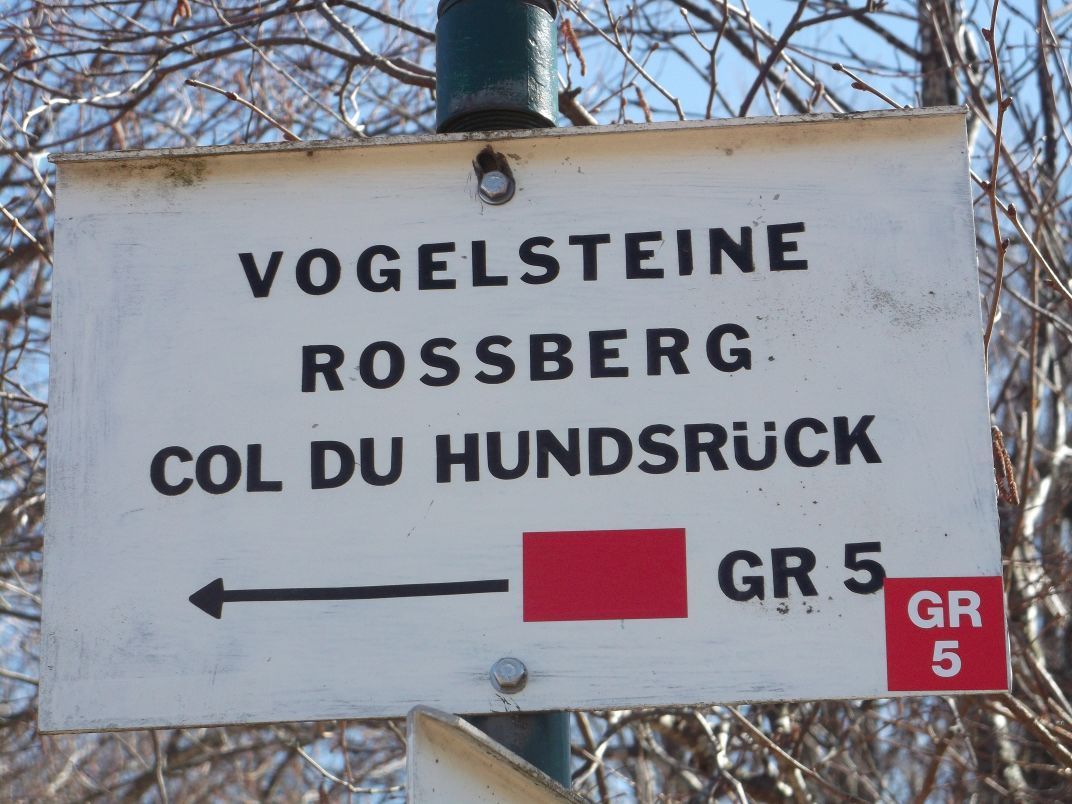 VOGELSTEINE
ROSSBERG
COL DU HUNDSRüCK
GR 5
GR
5